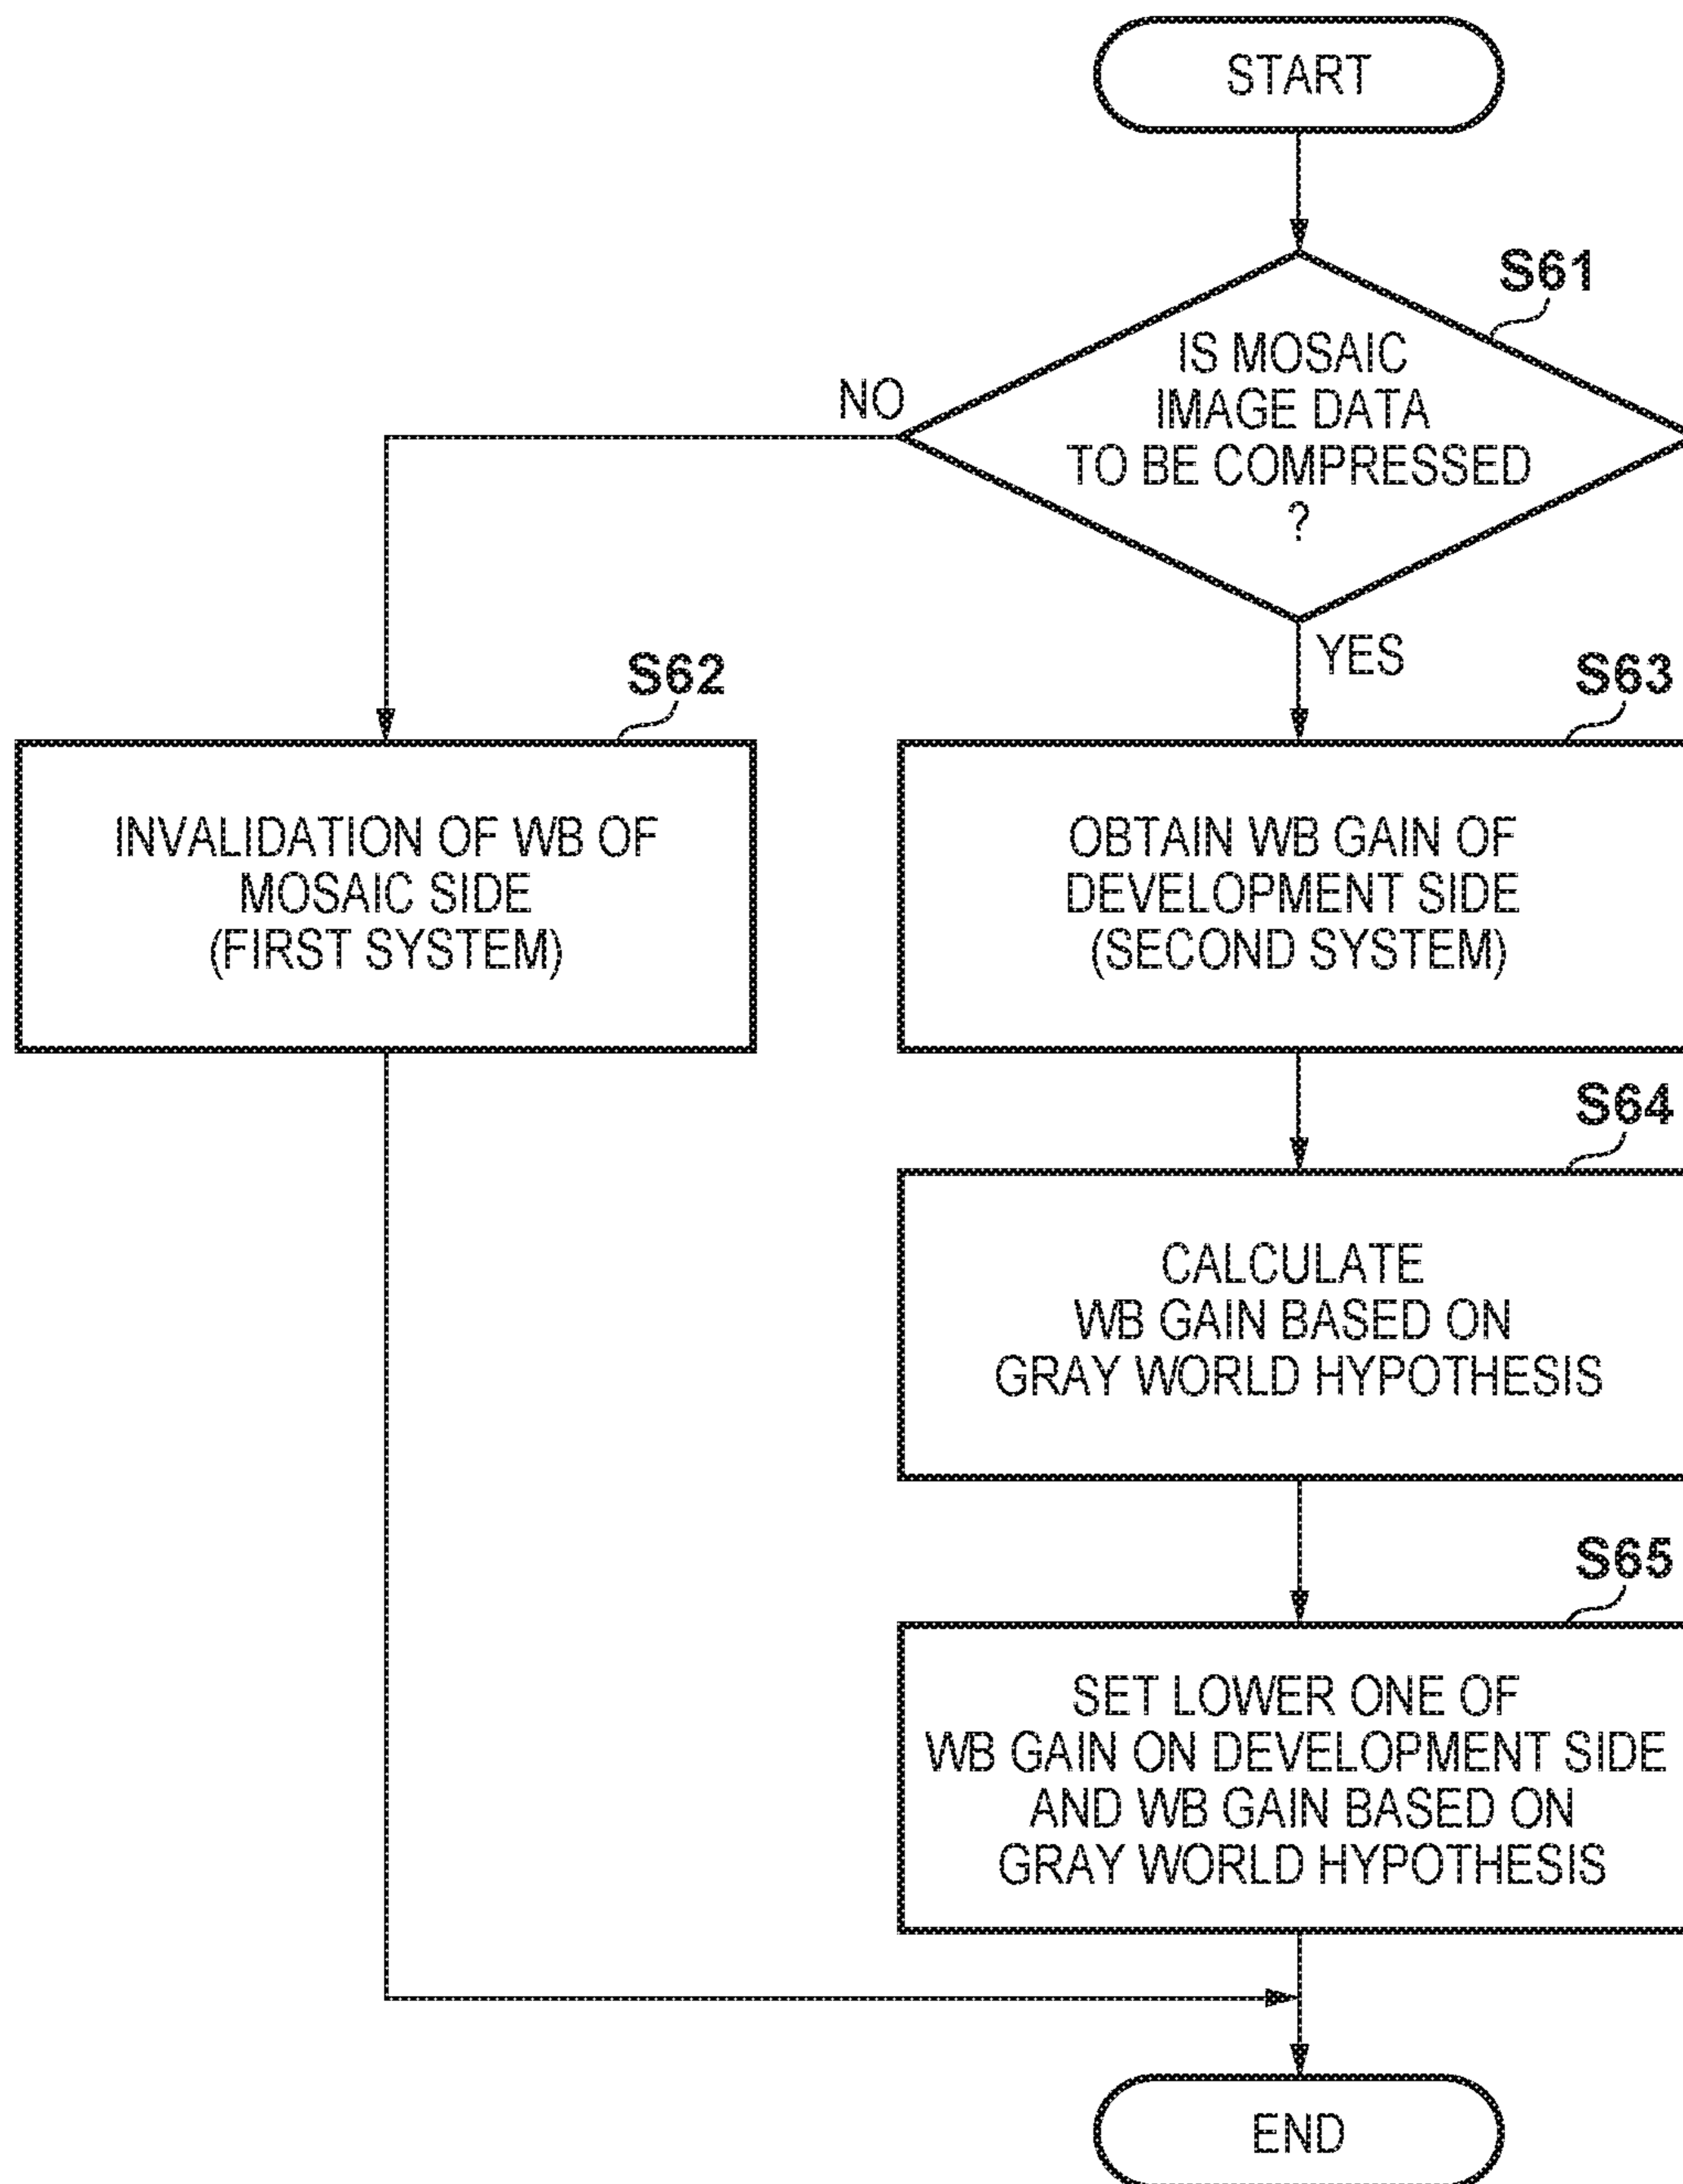 START
S61
IS MOSAIC
IMAGE DATA
TO BE COMPRESSED
?
NO
YES
S62
INVALIDATION OF WB OF
MOSAIC SIDE
(FIRST SYSTEM)
S63
OBTAIN WB GAIN OF
DEVELOPMENT SIDE
(SECOND SYSTEM)
S64
CALCULATE
WB GAIN BASED ON
GRAY WORLD HYPOTHESIS
S65
SET LOWER ONE OF
WB GAIN ON DEVELOPMENT SIDE
AND WB GAIN BASED ON
GRAY WORLD HYPOTHESIS
END